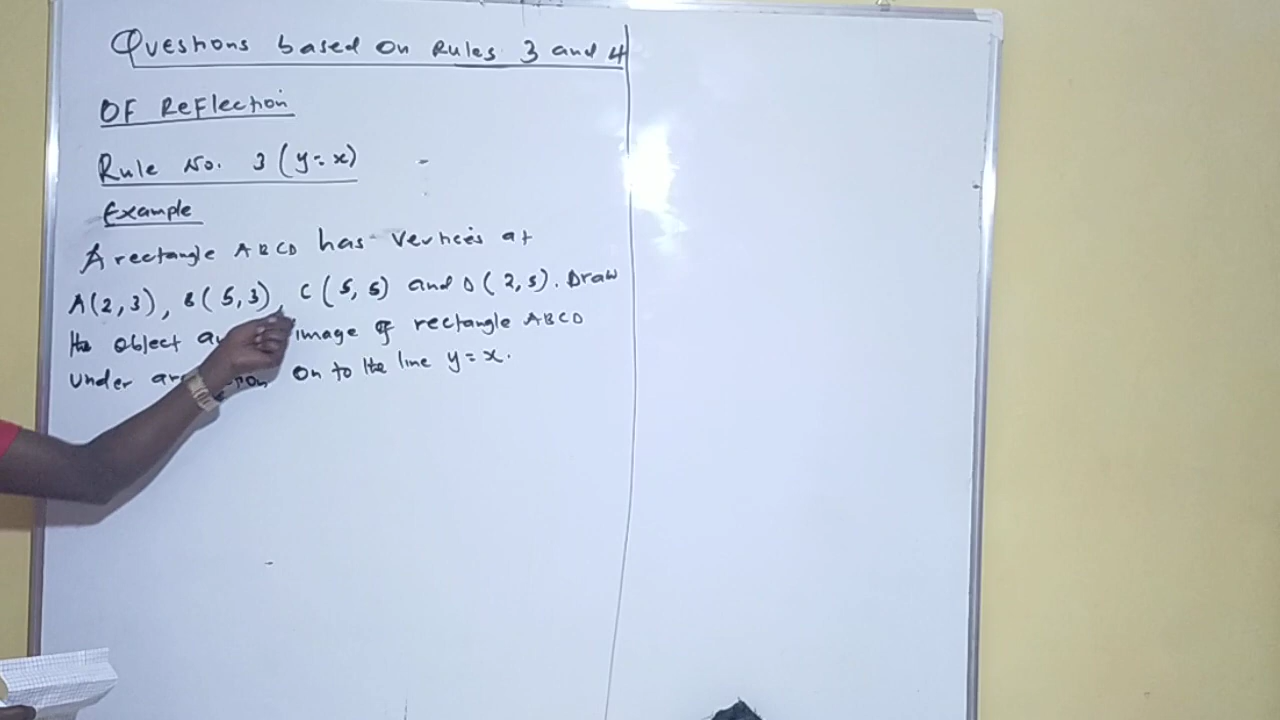 Questions based on Rules 3 and 4
OF Reflection
Rule No. 3 (y=x)
Example
A rectangle ABCD has vertices at
A(2,3), B(5,3), C(5,5) and D(2,5). Draw
the object image of rectangle ABCD
under on to the line y=x.